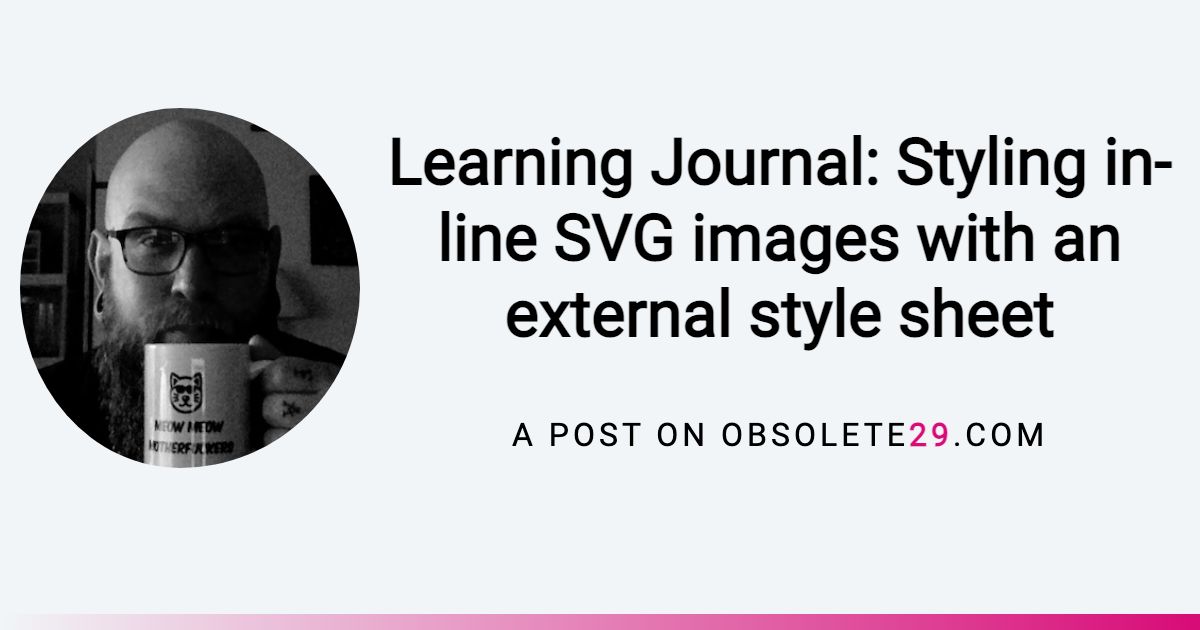 Learning Journal: Styling in-
line SVG images with an
external style sheet
A POST ON OBSOLETE29.COM
MEOW MEOW